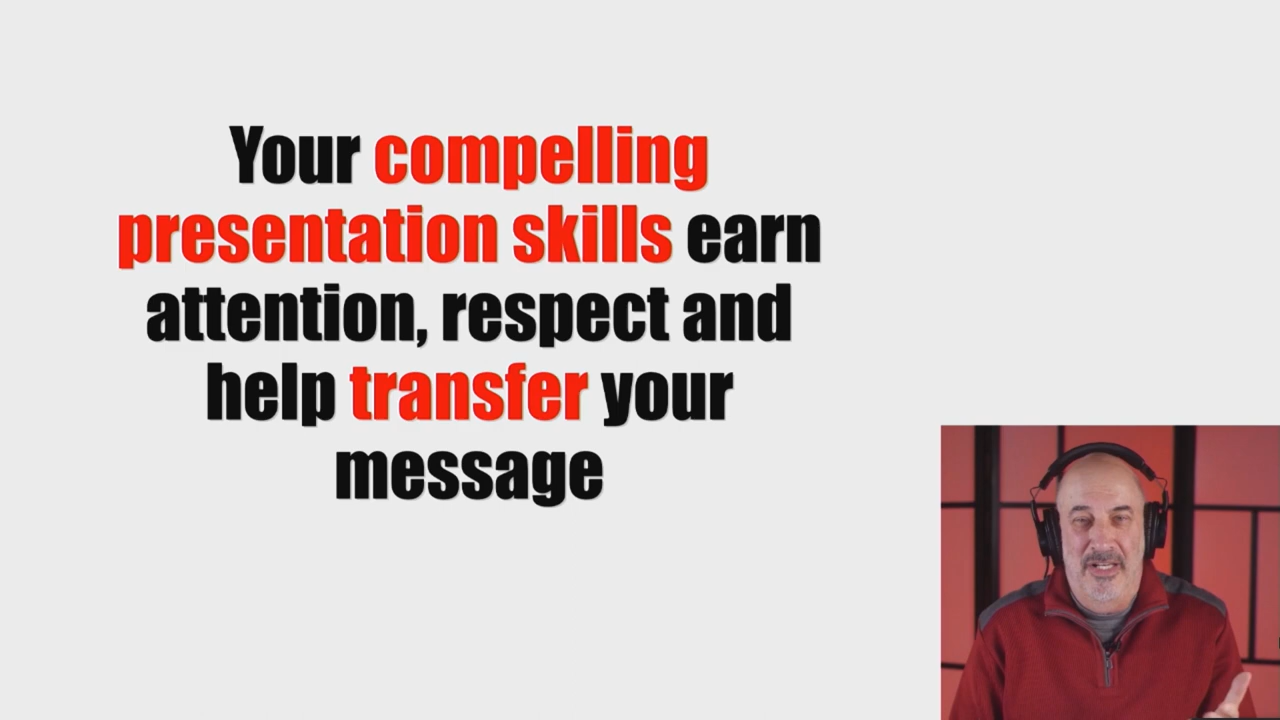 Your compelling
presentation skills earn
attention, respect and
help transfer your
message